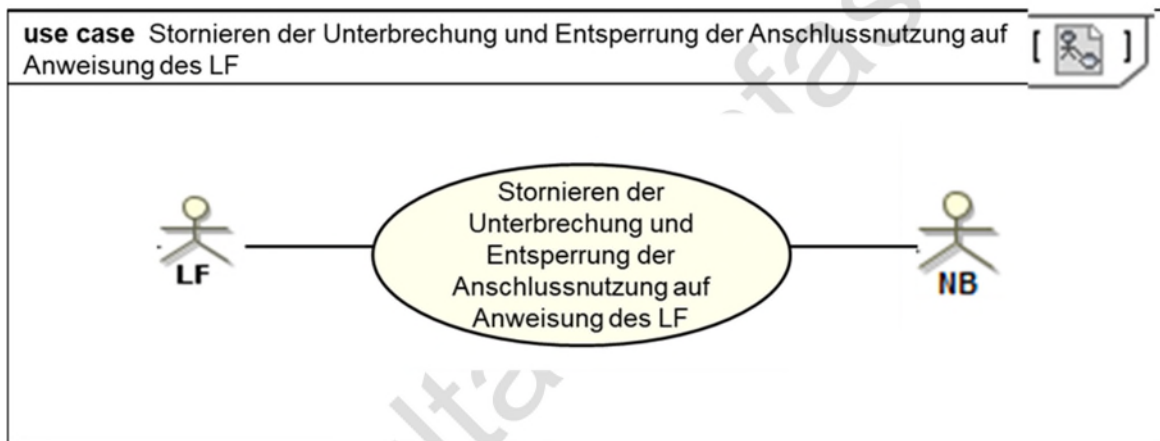 use case Stornieren der Unterbrechung und Entsperrung der Anschlussnutzung auf
Anweisung des LF
[ ]
Stornieren der
Unterbrechung und
Entsperrung der
Anschlussnutzung auf
Anweisung des LF
LF
NB